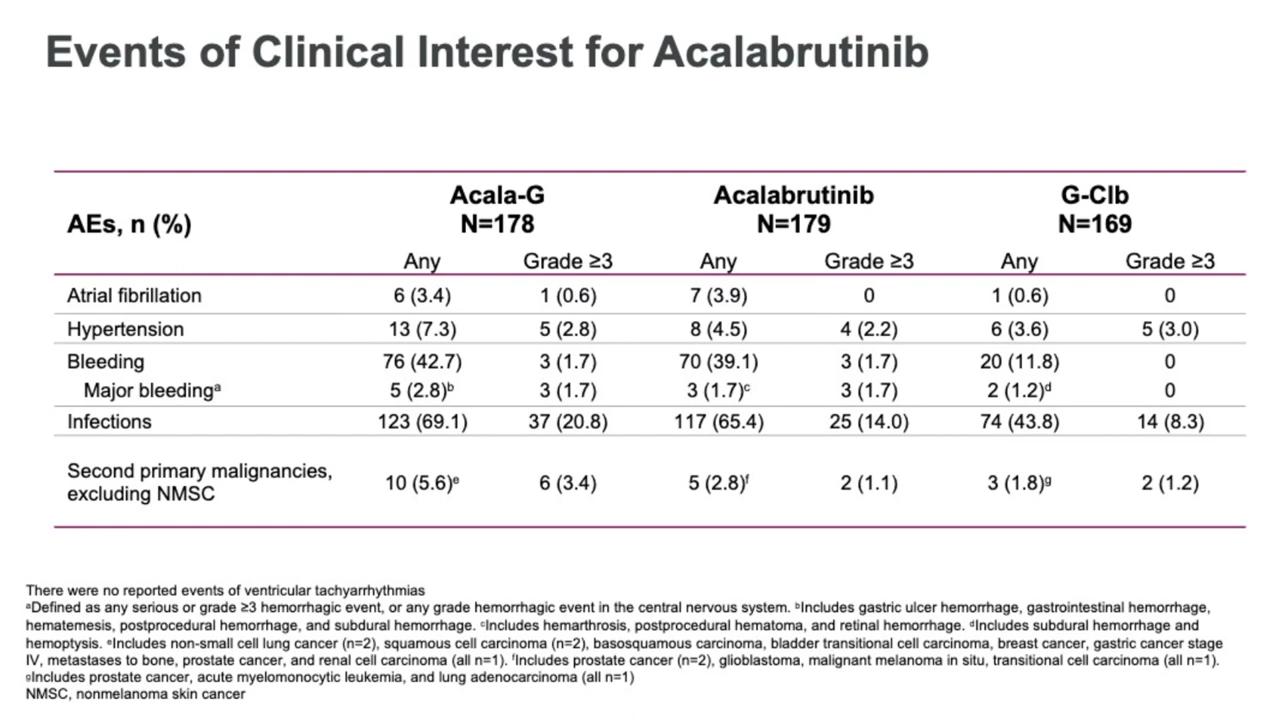 Events of Clinical Interest for Acalabrutinib
AEs, n (%) Acala-G N=178 Acalabrutinib N=179 G-Clb N=169
Any Grade ≥3 Any Grade ≥3 Any Grade ≥3
Atrial fibrillation 6 (3.4) 1 (0.6) 7 (3.9) 0 1 (0.6) 0
Hypertension 13 (7.3) 5 (2.8) 8 (4.5) 4 (2.2) 6 (3.6) 5 (3.0)
Bleeding 76 (42.7) 3 (1.7) 70 (39.1) 3 (1.7) 20 (11.8) 0
Major bleedingᵃ 5 (2.8)ᵇ 3 (1.7) 3 (1.7)ᶜ 3 (1.7) 2 (1.2)ᵈ 0
Infections 123 (69.1) 37 (20.8) 117 (65.4) 25 (14.0) 74 (43.8) 14 (8.3)
Second primary malignancies, excluding NMSC 10 (5.6)ᵉ 6 (3.4) 5 (2.8)ᶠ 2 (1.1) 3 (1.8)ᵍ 2 (1.2)
There were no reported events of ventricular tachyarrhythmias
ᵃDefined as any serious or grade ≥3 hemorrhagic event, or any grade hemorrhagic event in the central nervous system. ᵇIncludes gastric ulcer hemorrhage, gastrointestinal hemorrhage,
hematemesis, postprocedural hemorrhage, and subdural hemorrhage. ᶜIncludes hemarthrosis, postprocedural hematoma, and retinal hemorrhage. ᵈIncludes subdural hemorrhage and
hemoptysis. ᵉIncludes non-small cell lung cancer (n=2), squamous cell carcinoma (n=2), basosquamous carcinoma, bladder transitional cell carcinoma, breast cancer, gastric cancer stage
IV, metastases to bone, prostate cancer, and renal cell carcinoma (all n=1). ᶠIncludes prostate cancer (n=2), glioblastoma, malignant melanoma in situ, transitional cell carcinoma (all n=1).
ᵍIncludes prostate cancer, acute myelomonocytic leukemia, and lung adenocarcinoma (all n=1)
NMSC, nonmelanoma skin cancer